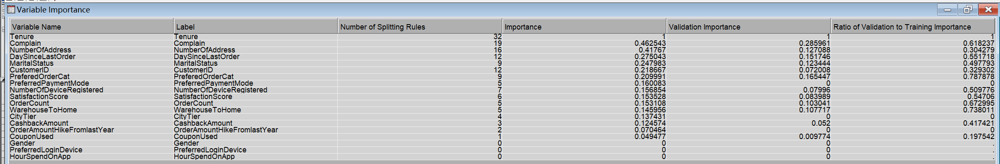 Variable Importance
Variable Name Label Number of Splitting Rules Importance Validation Importance Ratio of Validation to Training Importance
Tenure Tenure 32 1 1 1
Complain Complain 19 0.462543 0.285961 0.618237
NumberOfAddress NumberOfAddress 16 0.41767 0.127088 0.304279
DaySinceLastOrder DaySinceLastOrder 12 0.275043 0.151746 0.551718
MaritalStatus MaritalStatus 9 0.247983 0.123444 0.497793
CustomerID CustomerID 12 0.218667 0.072008 0.329302
PreferedOrderCat PreferedOrderCat 9 0.209991 0.165447 0.787878
PreferredPaymentMode PreferredPaymentMode 5 0.160083 0 0
NumberOfDeviceRegistered NumberOfDeviceRegistered 7 0.156854 0.07996 0.509776
SatisfactionScore SatisfactionScore 6 0.153528 0.083989 0.54706
OrderCount OrderCount 5 0.153108 0.103041 0.672995
WarehouseToHome WarehouseToHome 5 0.145956 0.107717 0.738011
CityTier CityTier 4 0.137431 0 0
CashbackAmount CashbackAmount 3 0.124574 0.052 0.417421
OrderAmountHikeFromlastYear OrderAmountHikeFromlastYear 2 0.070464 0 0
CouponUsed CouponUsed 1 0.049477 0.009774 0.197542
Gender Gender 0 0 0 .
PreferredLoginDevice PreferredLoginDevice 0 0 0 .
HourSpendOnApp HourSpendOnApp 0 0 0 .